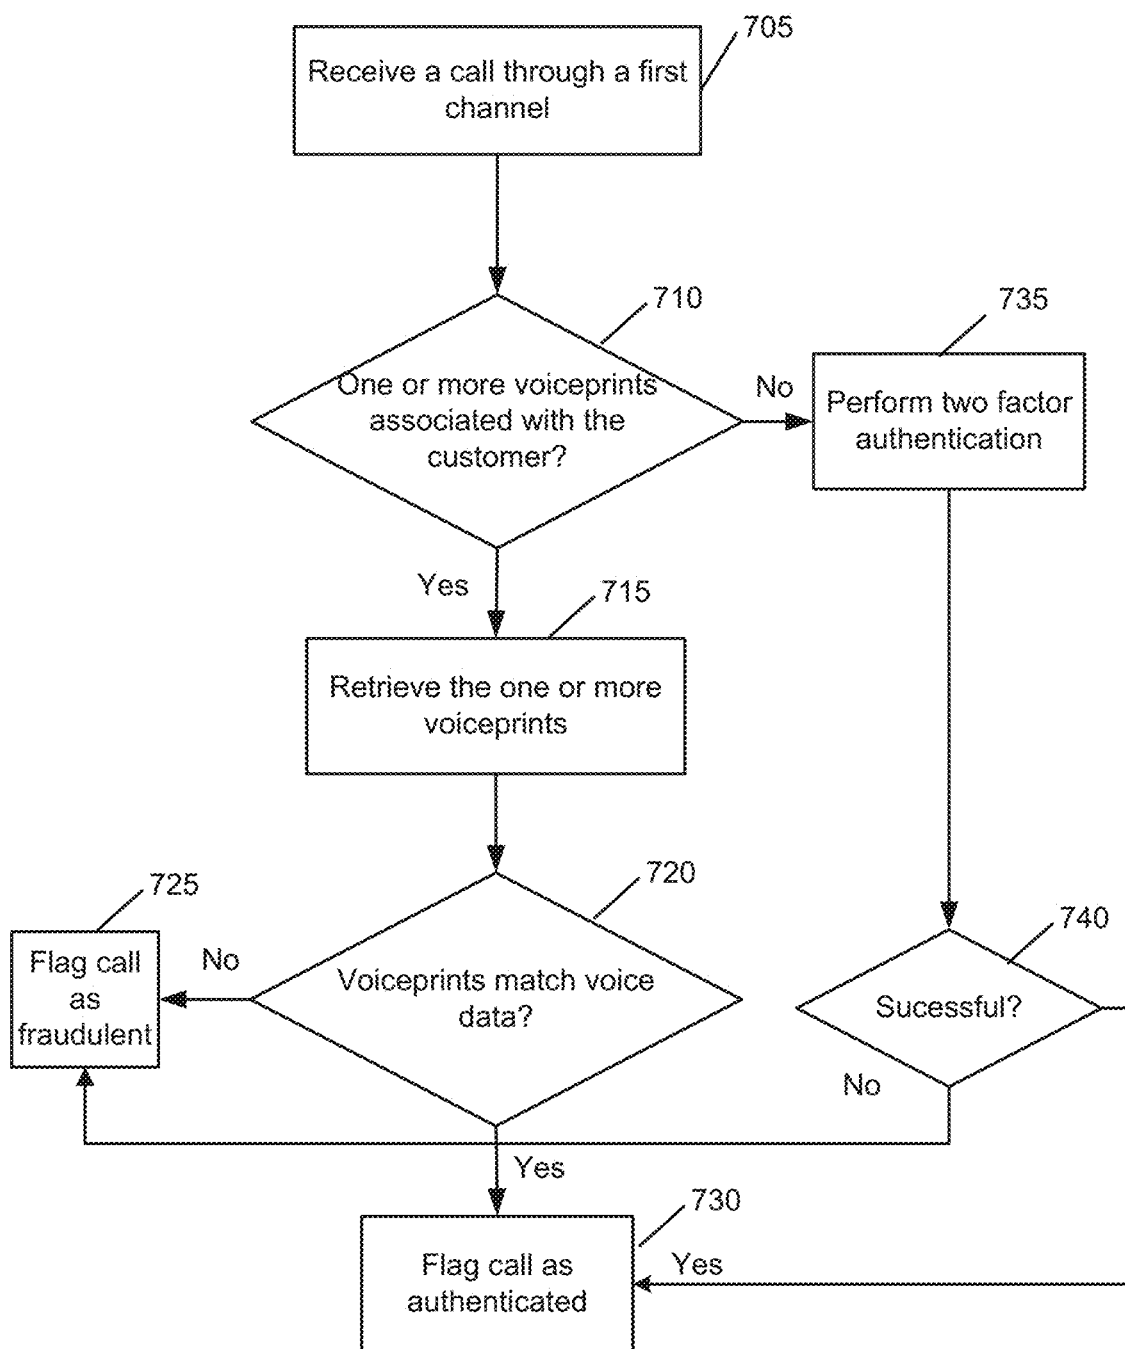 705
Receive a call through a first
channel
710
One or more voiceprints
associated with the
customer?
No
735
Perform two factor
authentication
Yes
715
Retrieve the one or more
voiceprints
720
Voiceprints match voice
data?
No
725
Flag call
as
fraudulent
740
Sucessful?
No
Yes
730
Flag call as
authenticated
Yes